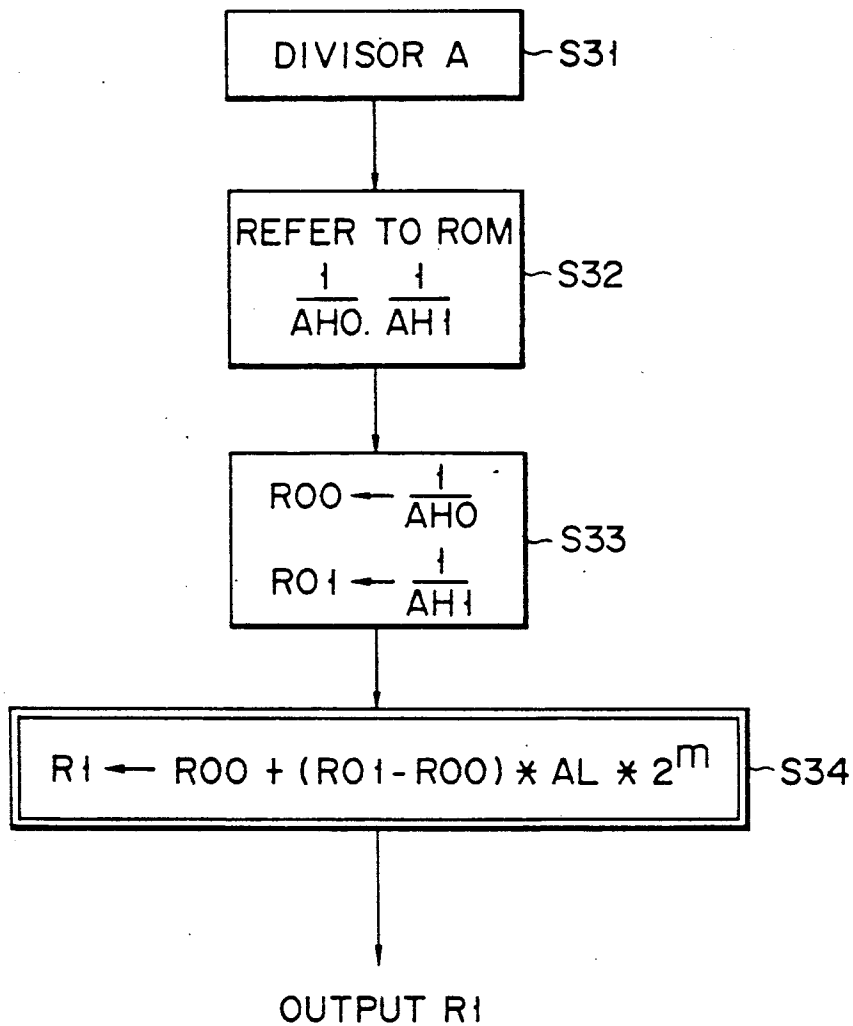 DIVISOR A
S31
REFER TO ROM
1/AH0. 1/AH1
S32
R00 ← 1/AH0
R01 ← 1/AH1
S33
R1 ← R00 + (R01-R00) * AL * 2^m
S34
OUTPUT R1